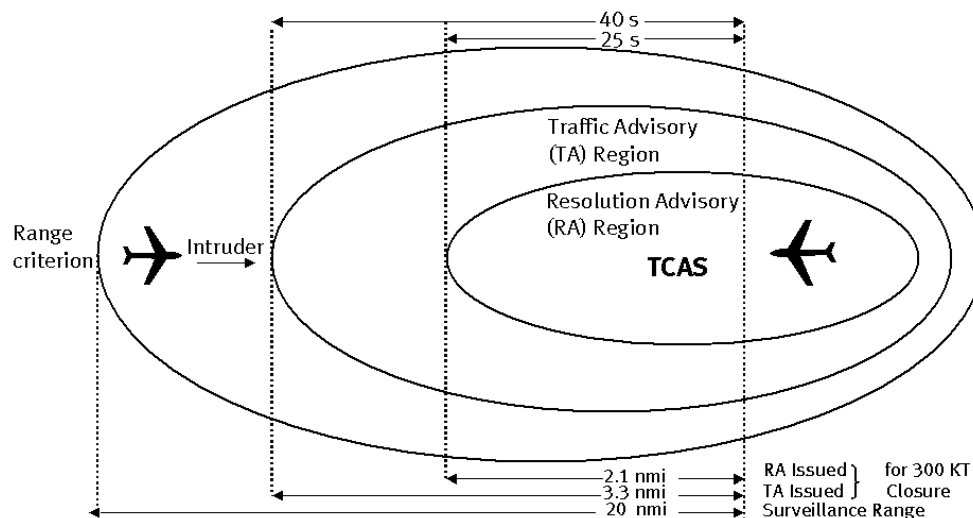 40 s
25 s
Traffic Advisory
(TA) Region
Resolution Advisory
(RA) Region
Range
criterion
Intruder
TCAS
2.1 nmi
RA Issued
for 300 KT
3.3 nmi
TA Issued
Closure
20 nmi
Surveillance Range